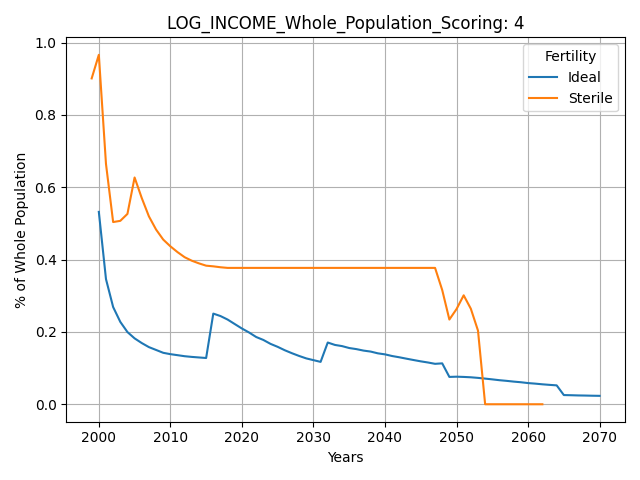 LOG_INCOME_Whole_Population_Scoring: 4
Fertility
Ideal
Sterile
% of Whole Population
1.0
0.8
0.6
0.4
0.2
0.0
2000 2010 2020 2030 2040 2050 2060 2070
Years